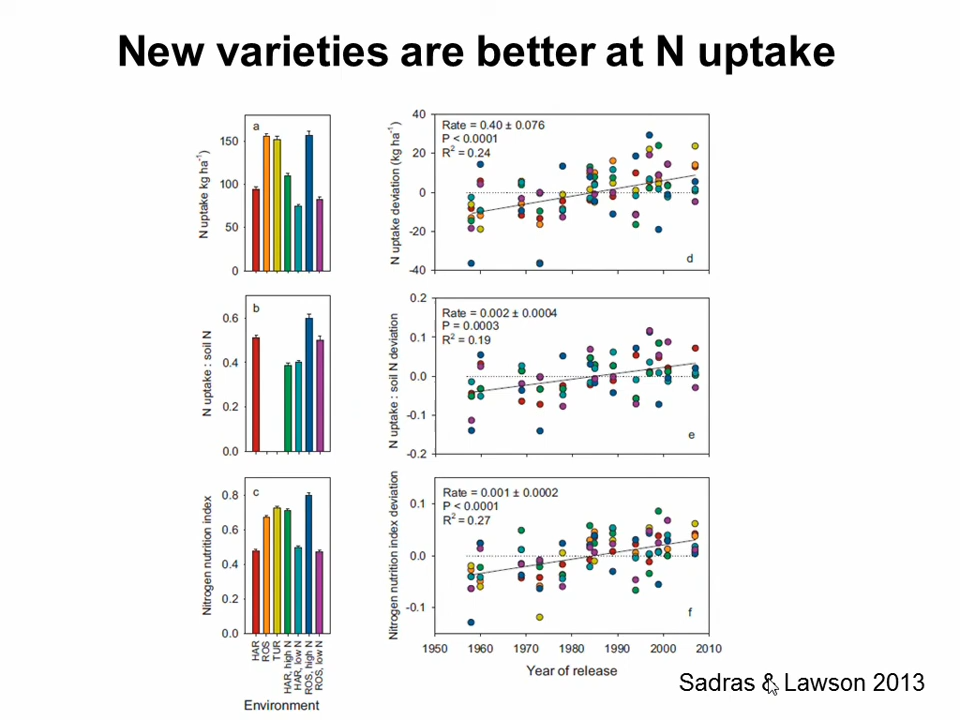 New varieties are better at N uptake
a
150
100
50
0
N uptake kg ha⁻¹)
b
0.6
0.4
0.2
0.0
N uptake : soil N
c
0.8
0.6
0.4
0.2
0.0
Nitrogen nutrition index
HAR
ROS
TUR
HAR, high N
HAR, low N
ROS, high N
ROS, low N
Environment
40
20
0
-20
-40
N uptake deviation (kg ha⁻¹)
Rate = 0.40 ± 0.076
P < 0.0001
R² = 0.24
d
0.2
0.1
0.0
-0.1
-0.2
N uptake : soil N deviation
Rate = 0.002 ± 0.0004
P = 0.0003
R² = 0.19
e
0.1
0.0
-0.1
Nitrogen nutrition index deviation
Rate = 0.001 ± 0.0002
P < 0.0001
R² = 0.27
f
1950 1960 1970 1980 1990 2000 2010
Year of release
Sadras & Lawson 2013